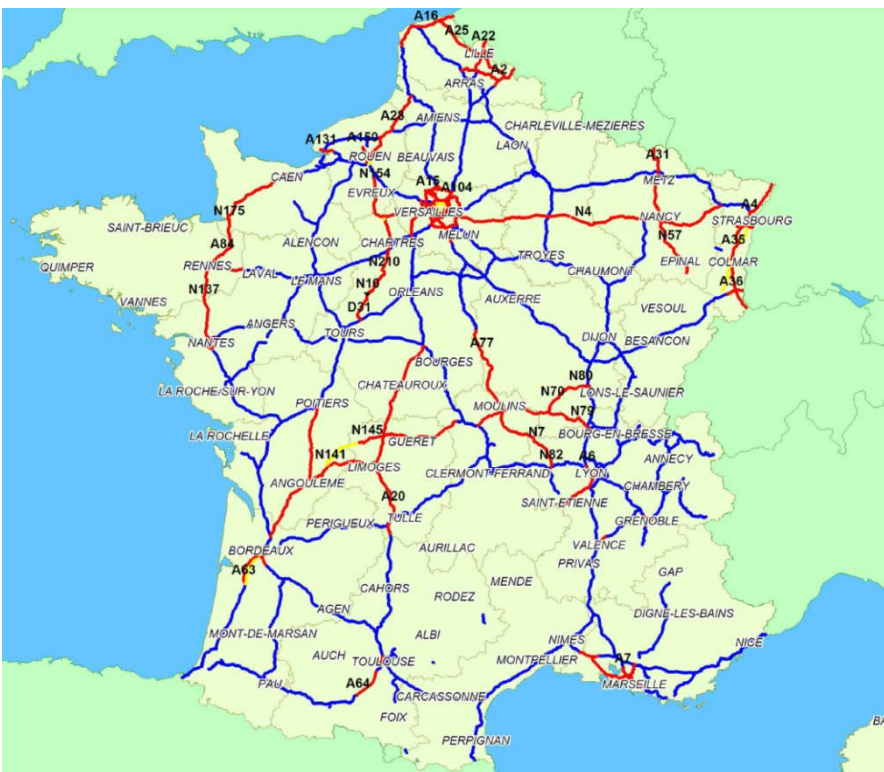 A16
A25
A22
LILLE
A2
ARRAS
A28
AMIENS
CHARLEVILLE-MEZIERES
A131
A150
ROUEN
BEAUVAIS
LAON
A31
CAEN
N154
A15
A104
METZ
EVREUX
N175
VERSAILLES
N4
NANCY
A4
STRASBOURG
SAINT-BRIEUC
A84
ALENCON
CHARTRES
MELUN
N57
A35
QUIMPER
RENNES
LAVAL
N210
TROYES
EPINAL
COLMAR
LE MANS
CHAUMONT
N137
N10
ORLEANS
A36
VANNES
D31
AUXERRE
VESOUL
ANGERS
TOURS
NANTES
A77
DIJON
BESANCON
BOURGES
CHATEAUROUX
N80
LA ROCHE-SUR-YON
N70
LONS-LE-SAUNIER
POITIERS
MOULINS
N79
LA ROCHELLE
N145
N7
BOURG-EN-BRESSE
GUERET
N141
N82
A6
ANNECY
LIMOGES
CLERMONT-FERRAND
LYON
ANGOULEME
CHAMBERY
A20
SAINT-ETIENNE
TULLE
PERIGUEUX
GRENOBLE
AURILLAC
VALENCE
BORDEAUX
PRIVAS
A63
GAP
MENDE
CAHORS
RODEZ
AGEN
DIGNE-LES-BAINS
MONT-DE-MARSAN
ALBI
NIMES
NICE
AUCH
TOULOUSE
MONTPELLIER
A7
PAU
A64
MARSEILLE
CARCASSONNE
FOIX
BA
PERPIGNAN